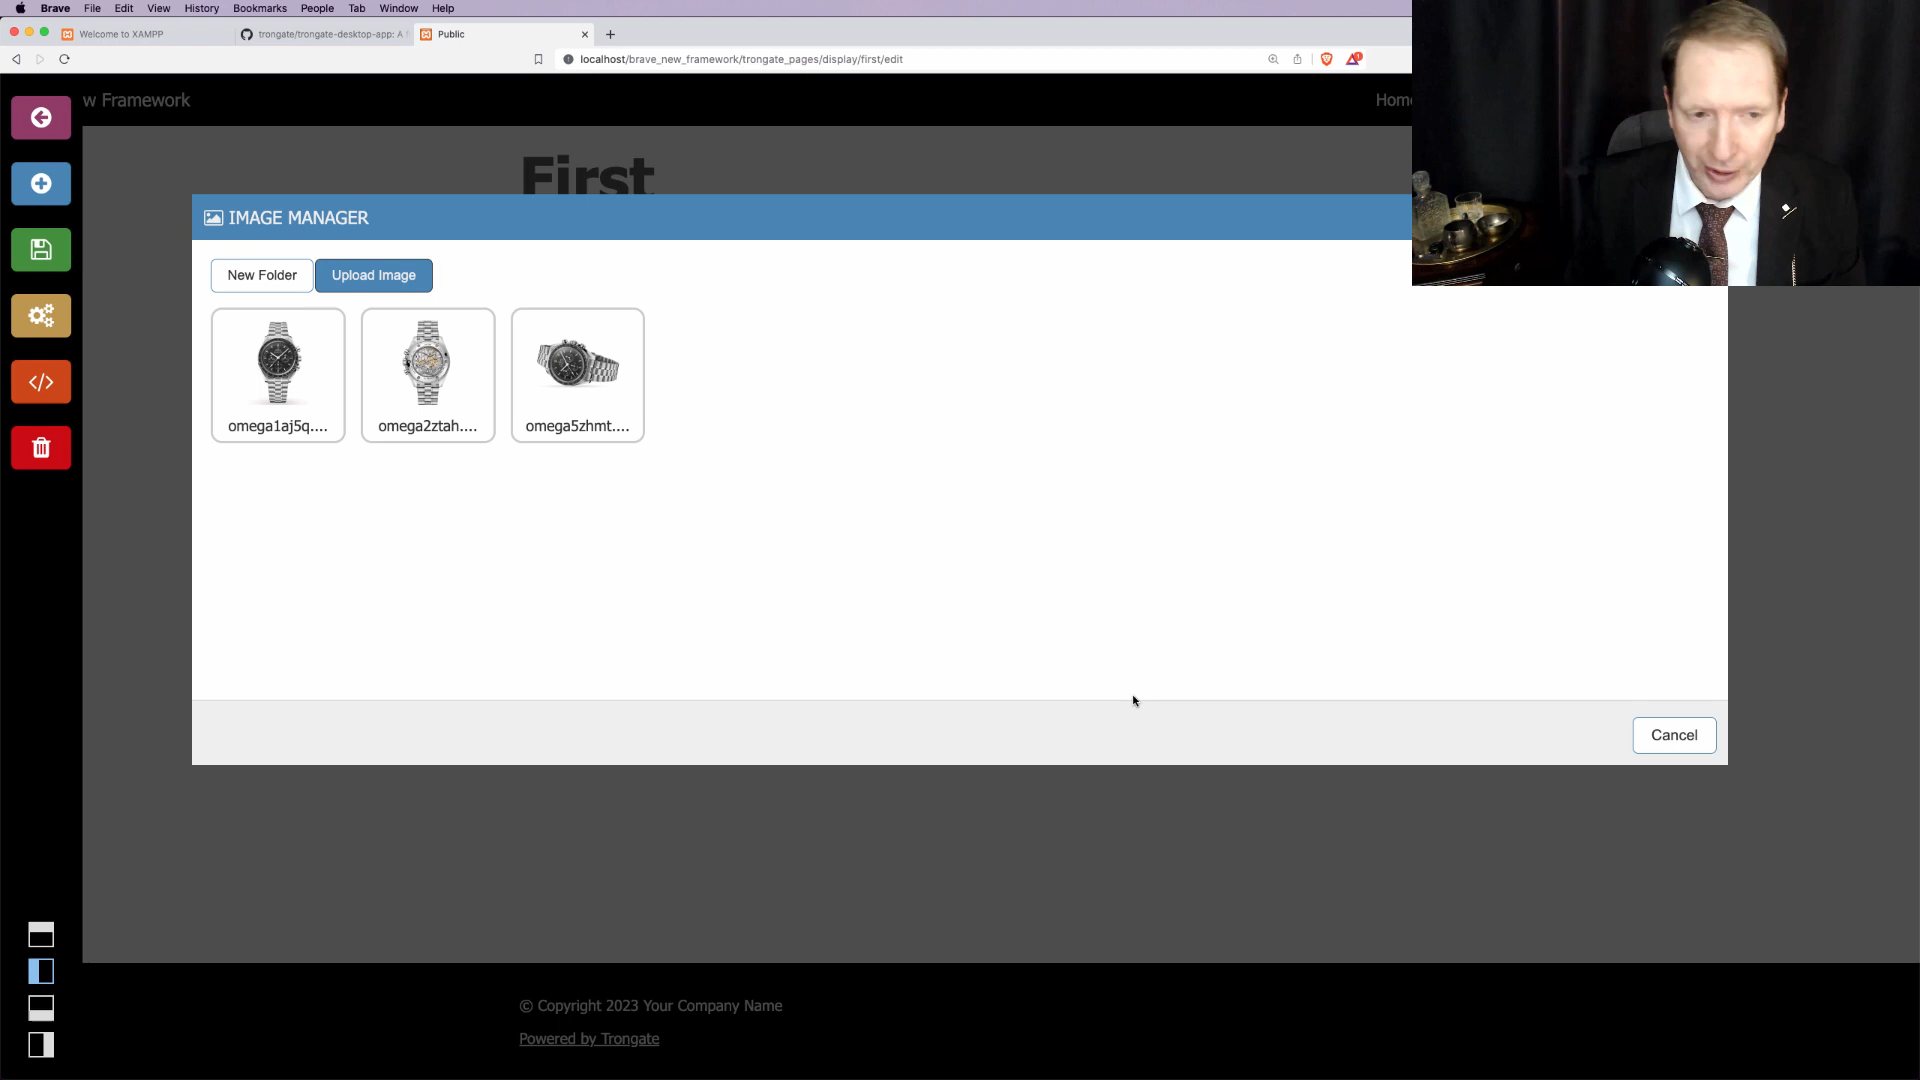 Brave File Edit View History Bookmarks People Tab Window Help
Welcome to XAMPP
trongate/trongate-desktop-app: A
Public
localhost/brave_new_framework/trongate_pages/display/first/edit
w Framework
Home
First
IMAGE MANAGER
New Folder
Upload Image
omega1aj5q....
omega2ztah....
omega5zhmt....
Cancel
© Copyright 2023 Your Company Name
Powered by Trongate